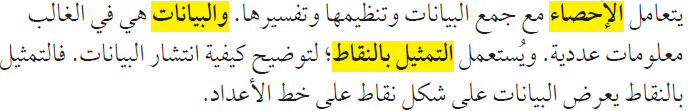 يتعامل الإحصاء مع جمع البيانات وتنظيمها وتفسيرها. والبيانات هي في الغالب
معلومات عددية. ويُستعمل التمثيل بالنقاط؛ لتوضيح كيفية انتشار البيانات. فالتمثيل
بالنقاط يعرض البيانات على شكل نقاط على خط الأعداد.